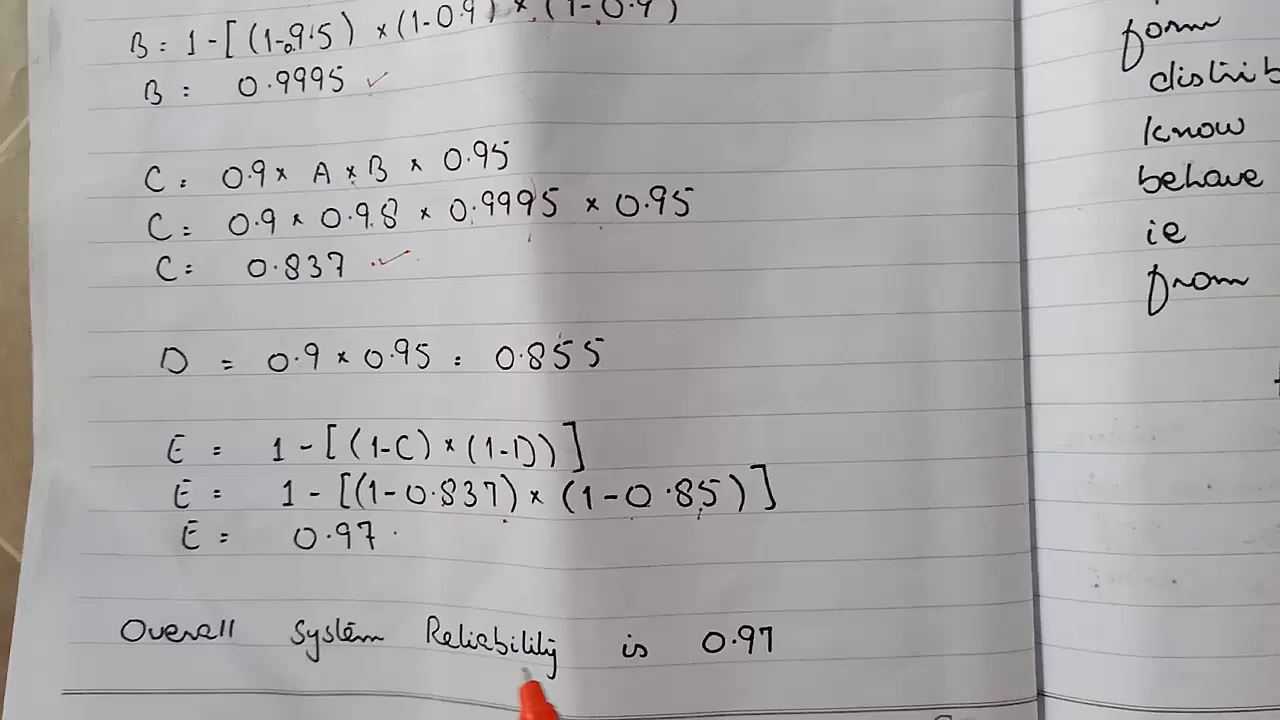 B = 1 - [ (1-0.95) × (1-0.9) × (1-0.9)
B = 0.9995 ✓
C = 0.9 × A × B × 0.95
C = 0.9 × 0.98 × 0.9995 × 0.95
C = 0.837 ✓
D = 0.9 × 0.95 = 0.855
E = 1 - [(1-C) × (1-D)]
E = 1 - [(1-0.837) × (1-0.85)]
E = 0.97
Overall System Reliability is 0.97
form
distrib
know
behave
ie
from